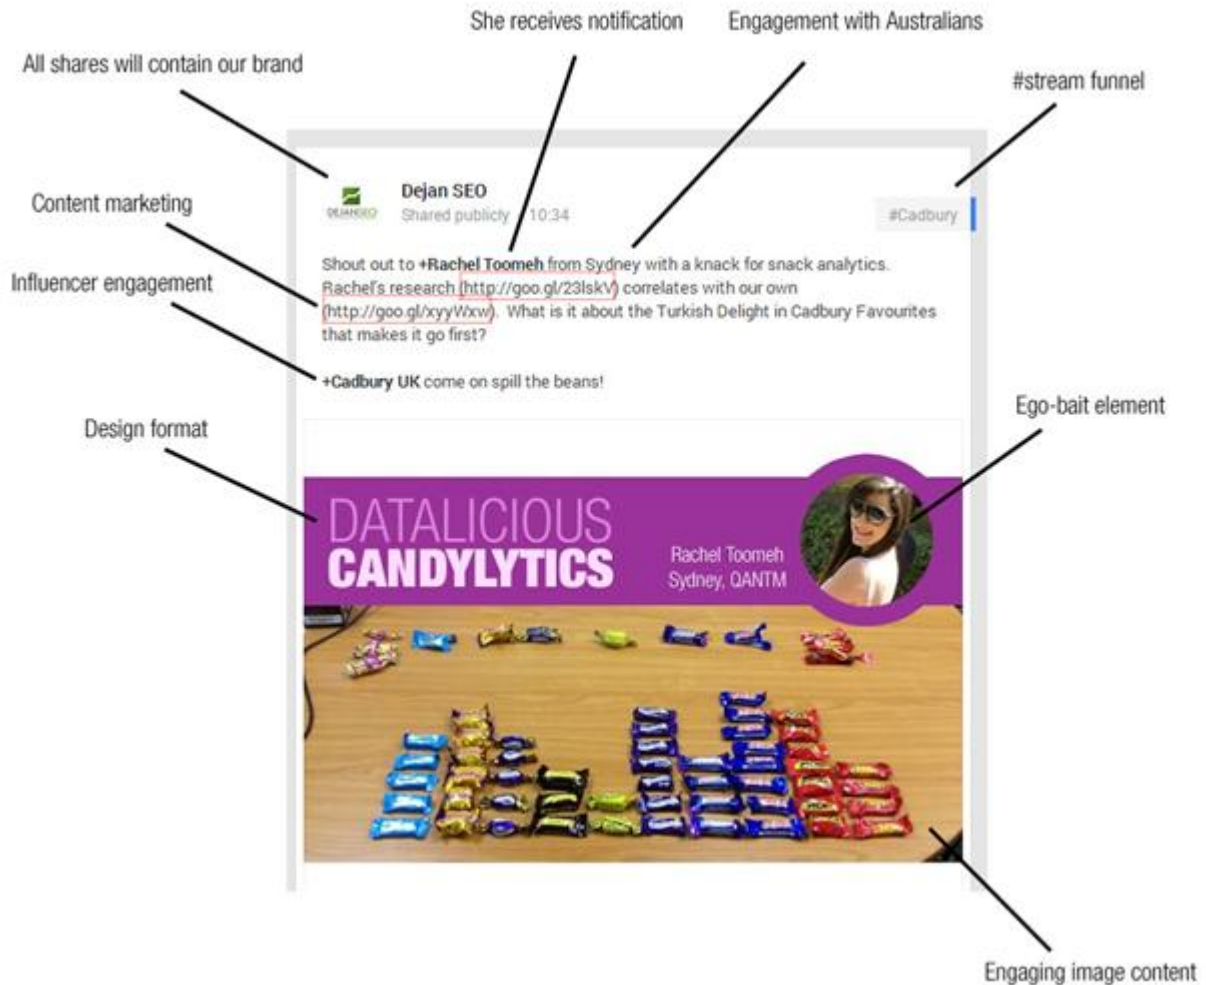 She receives notification
Engagement with Australians
All shares will contain our brand
#stream funnel
Content marketing
Influencer engagement
Design format
Ego-bait element
Engaging image content
DEJANSEO
Dejan SEO
Shared publicly 10:34
#Cadbury
Shout out to +Rachel Toomeh from Sydney with a knack for snack analytics.
Rachel's research (http://goo.gl/23lskV) correlates with our own
(http://goo.gl/xyyWxw). What is it about the Turkish Delight in Cadbury Favourites
that makes it go first?
+Cadbury UK come on spill the beans!
DATALICIOUS
CANDYLYTICS
Rachel Toomeh
Sydney, QANTM